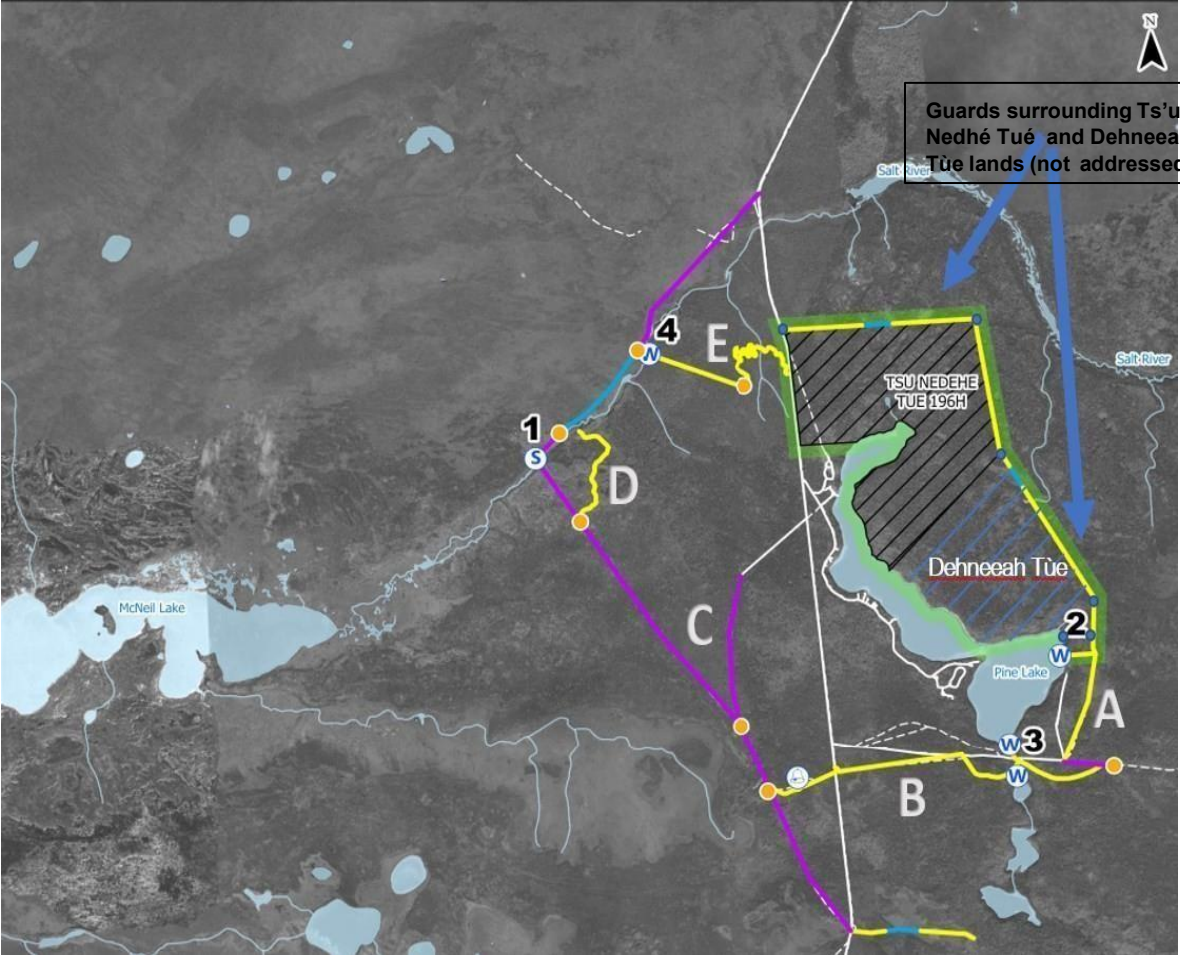 N
Guards surrounding Ts'u
Nedhé Tué and Dehneea
Tùe lands (not addressed
Salt River
4
W
E
Salt River
TSU NEDEHE
TUE 196H
1
S
D
Dehneeah Tùe
McNeil Lake
C
2
W
Pine Lake
A
W
3
W
B